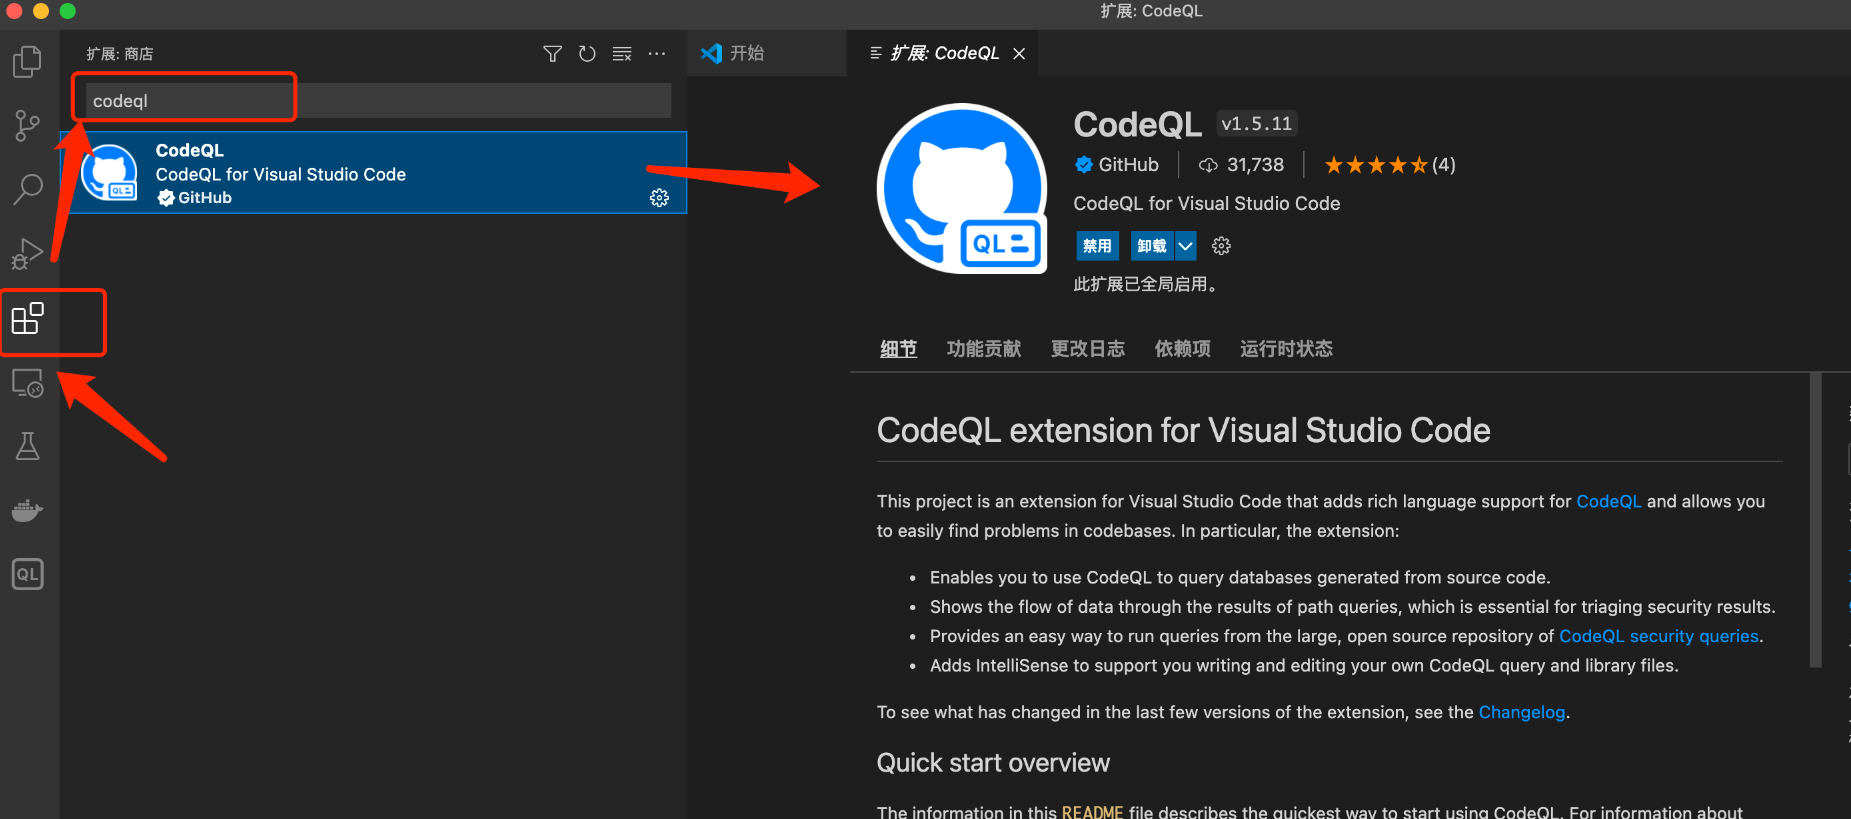 扩展: CodeQL
扩展: 商店
开始
扩展: CodeQL
codeql
CodeQL
CodeQL for Visual Studio Code
GitHub
QL
QL
QL
CodeQL v1.5.11
GitHub 31,738 (4)
CodeQL for Visual Studio Code
禁用 卸载
此扩展已全局启用。
细节 功能贡献 更改日志 依赖项 运行时状态
CodeQL extension for Visual Studio Code
This project is an extension for Visual Studio Code that adds rich language support for CodeQL and allows you
to easily find problems in codebases. In particular, the extension:
• Enables you to use CodeQL to query databases generated from source code.
• Shows the flow of data through the results of path queries, which is essential for triaging security results.
• Provides an easy way to run queries from the large, open source repository of CodeQL security queries.
• Adds IntelliSense to support you writing and editing your own CodeQL query and library files.
To see what has changed in the last few versions of the extension, see the Changelog.
Quick start overview
The information in this README file describes the quickest way to start using CodeQL. For information about